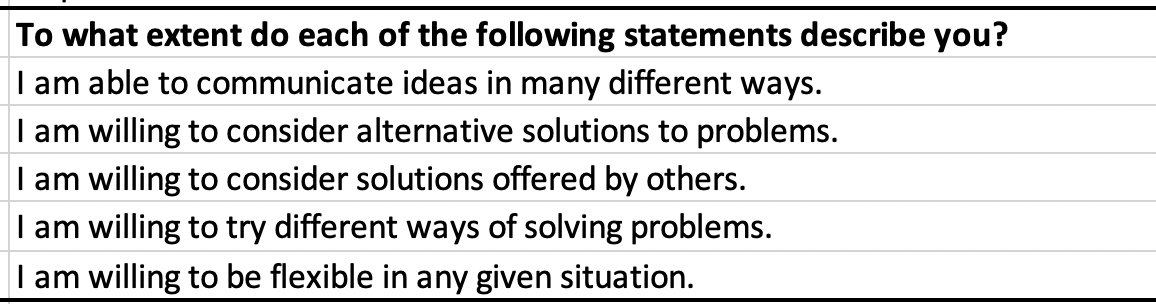 To what extent do each of the following statements describe you?
I am able to communicate ideas in many different ways.
I am willing to consider alternative solutions to problems.
I am willing to consider solutions offered by others.
I am willing to try different ways of solving problems.
I am willing to be flexible in any given situation.